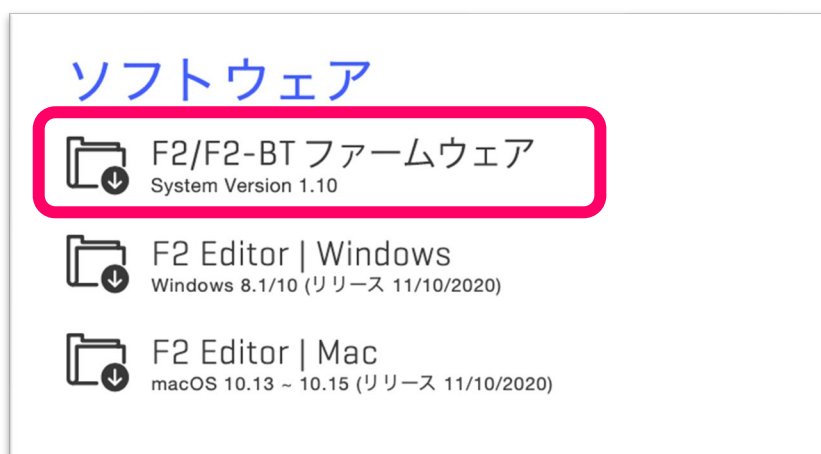 ソフトウェア
F2/F2-BT ファームウェア
System Version 1.10
F2 Editor | Windows
Windows 8.1/10 (リリース 11/10/2020)
F2 Editor | Mac
macOS 10.13 ~ 10.15 (リリース 11/10/2020)